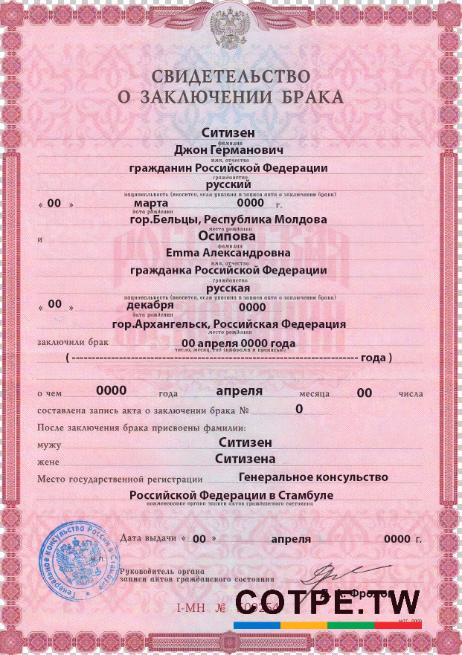 СВИДЕТЕЛЬСТВО
О ЗАКЛЮЧЕНИИ БРАКА
Ситизен
фамилия
Джон Германович
имя, отчество
гражданин Российской Федерации
гражданство
русский
национальность (вносится, если указана в записи акта о заключении брака)
« 00 » марта 0000 г.
дата рождения
гор.Бельцы, Республика Молдова
место рождения
и Осипова
фамилия
Emma Александровна
имя, отчество
гражданка Российской Федерации
гражданство
русская
национальность (вносится, если указана в записи акта о заключении брака)
« 00 » декабря 0000
дата рождения
гор.Архангельск, Российская Федерация
место рождения
заключили брак 00 апреля 0000 года
число, месяц, год (цифрами и прописью)
( ---------- года )
о чем 0000 года апреля месяца 00 числа
составлена запись акта о заключении брака № 0
После заключения брака присвоены фамилии:
мужу Ситизен
жене Ситизена
Место государственной регистрации Генеральное консульство
Российской Федерации в Стамбуле
наименование органа записи актов гражданского состояния
Дата выдачи « 00 » апреля 0000 г.
Руководитель органа
записи актов гражданского состояния
Фролов
I-МН №
COTPE.TW